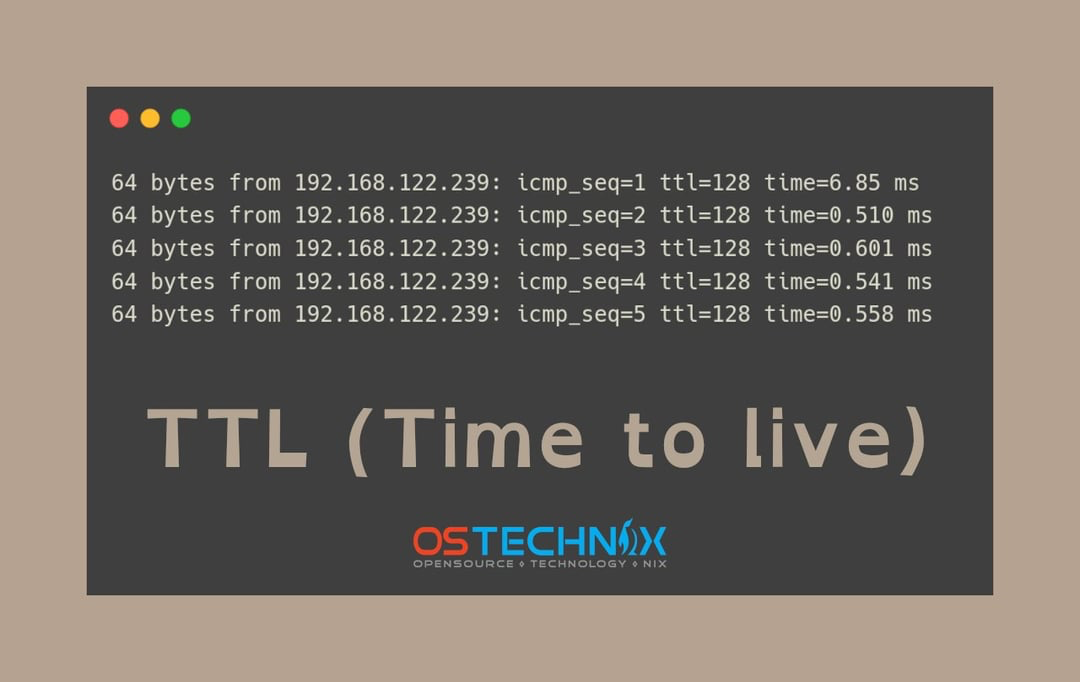 64 bytes from 192.168.122.239: icmp_seq=1 ttl=128 time=6.85 ms
64 bytes from 192.168.122.239: icmp_seq=2 ttl=128 time=0.510 ms
64 bytes from 192.168.122.239: icmp_seq=3 ttl=128 time=0.601 ms
64 bytes from 192.168.122.239: icmp_seq=4 ttl=128 time=0.541 ms
64 bytes from 192.168.122.239: icmp_seq=5 ttl=128 time=0.558 ms
TTL (Time to live)
OSTECHNIX
OPENSOURCE ◊ TECHNOLOGY ◊ NIX